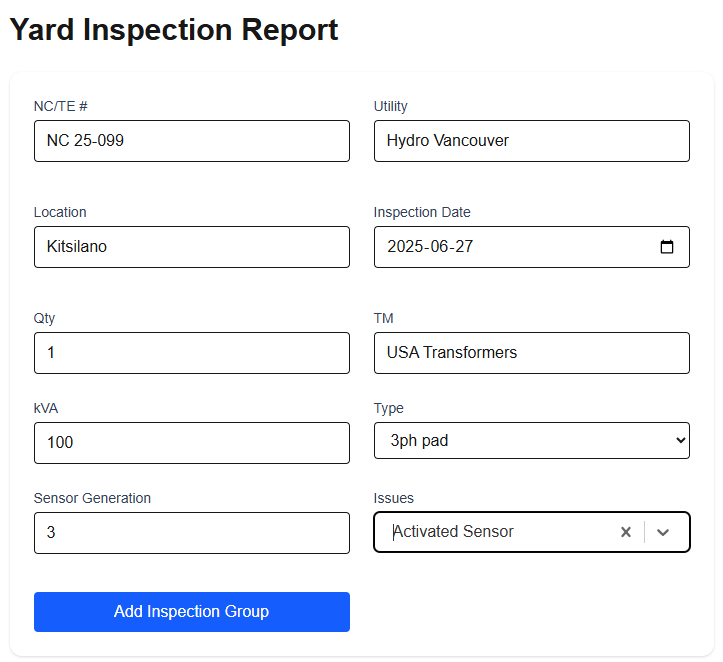 Yard Inspection Report
NC/TE # Utility
NC 25-099 Hydro Vancouver
Location Inspection Date
Kitsilano 2025-06-27
Qty TM
1 USA Transformers
kVA Type
100 3ph pad
Sensor Generation Issues
3 Activated Sensor
Add Inspection Group